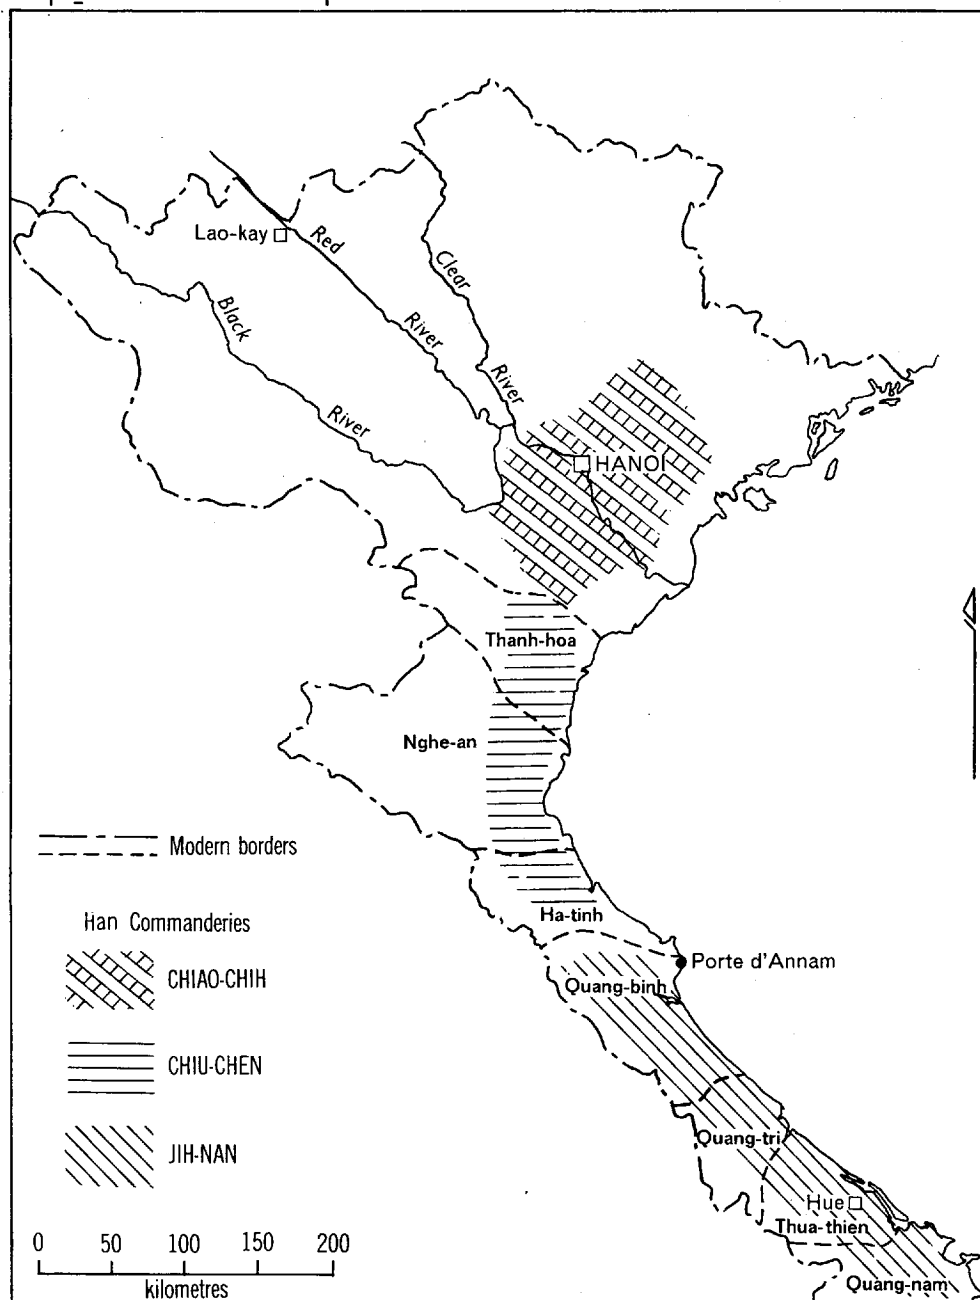 Lao-kay
Red
River
Clear
River
Black
River
HANOI
Thanh-hoa
Nghe-an
Modern borders
Han Commanderies
Ha-tinh
Porte d'Annam
CHIAO-CHIH
Quang-binh
CHIU-CHEN
JIH-NAN
Quang-tri
Hue
Thua-thien
Quang-nam
0 50 100 150 200
kilometres